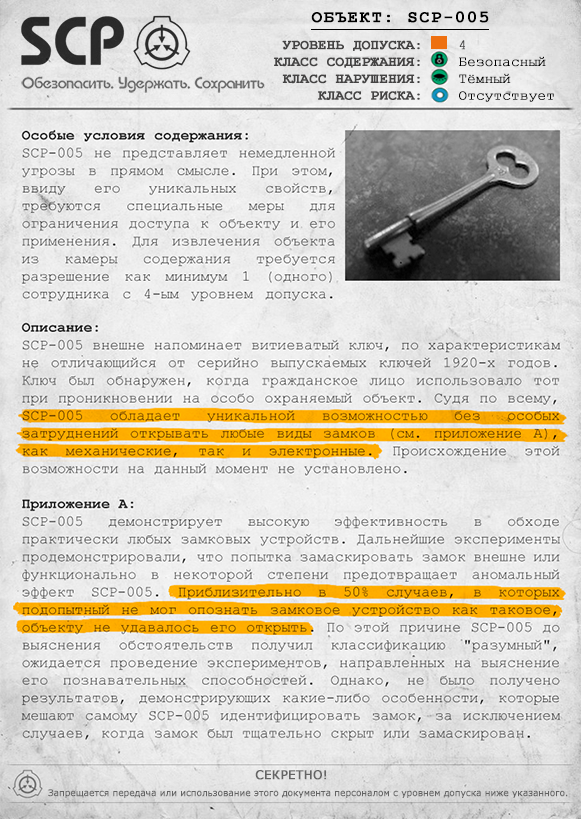 ОБЪЕКТ: SCP-005
SCP
УРОВЕНЬ ДОПУСКА: 4
КЛАСС СОДЕРЖАНИЯ: Безопасный
КЛАСС НАРУШЕНИЯ: Тёмный
КЛАСС РИСКА: Отсутствует
Обезопасить. Удержать. Сохранить
Особые условия содержания:
SCP-005 не представляет немедленной
угрозы в прямом смысле. При этом,
ввиду его уникальных свойств,
требуются специальные меры для
ограничения доступа к объекту и его
применения. Для извлечения объекта
из камеры содержания требуется
разрешение как минимум 1 (одного)
сотрудника с 4-ым уровнем допуска.
Описание:
SCP-005 внешне напоминает витиеватый ключ, по характеристикам
не отличающийся от серийно выпускаемых ключей 1920-х годов.
Ключ был обнаружен, когда гражданское лицо использовало тот
при проникновении на особо охраняемый объект. Судя по всему,
SCP-005 обладает уникальной возможностью без особых
затруднений открывать любые виды замков (см. приложение А),
как механические, так и электронные. Происхождение этой
возможности на данный момент не установлено.
Приложение А:
SCP-005 демонстрирует высокую эффективность в обходе
практически любых замковых устройств. Дальнейшие эксперименты
продемонстрировали, что попытка замаскировать замок внешне или
функционально в некоторой степени предотвращает аномальный
эффект SCP-005. Приблизительно в 50% случаев, в которых
подопытный не мог опознать замковое устройство как таковое,
объекту не удавалось его открыть. По этой причине SCP-005 до
выяснения обстоятельств получил классификацию "разумный",
ожидается проведение экспериментов, направленных на выяснение
его познавательных способностей. Однако, не было получено
результатов, демонстрирующих какие-либо особенности, которые
мешают самому SCP-005 идентифицировать замок, за исключением
случаев, когда замок был тщательно скрыт или замаскирован.
СЕКРЕТНО!
Запрещается передача или использование этого документа персоналом с уровнем допуска ниже указанного.